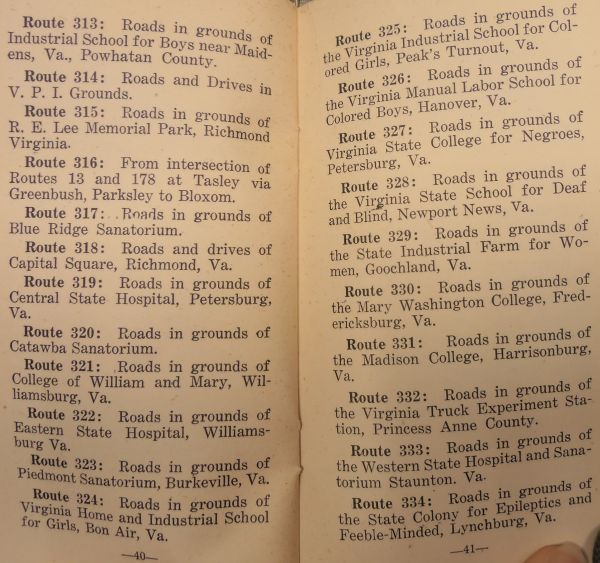 Route 313: Roads in grounds of
Industrial School for Boys near Maid-
ens, Va., Powhatan County.
Route 314: Roads and Drives in
V. P. I. Grounds.
Route 315: Roads in grounds of
R. E. Lee Memorial Park, Richmond
Virginia.
Route 316: From intersection of
Routes 13 and 178 at Tasley via
Greenbush, Parksley to Bloxom.
Route 317: Roads in grounds of
Blue Ridge Sanatorium.
Route 318: Roads and drives of
Capital Square, Richmond, Va.
Route 319: Roads in grounds of
Central State Hospital, Petersburg,
Va.
Route 320: Roads in grounds of
Catawba Sanatorium.
Route 321: Roads in grounds of
College of William and Mary, Wil-
liamsburg, Va.
Route 322: Roads in grounds of
Eastern State Hospital, Williams-
burg Va.
Route 323: Roads in grounds of
Piedmont Sanatorium, Burkeville, Va.
Route 324: Roads in grounds of
Virginia Home and Industrial School
for Girls, Bon Air, Va.
—40—
Route 325: Roads in grounds of
the Virginia Industrial School for Col-
ored Girls, Peak's Turnout, Va.
Route 326: Roads in grounds of
the Virginia Manual Labor School for
Colored Boys, Hanover, Va.
Route 327: Roads in grounds of
Virginia State College for Negroes,
Petersburg, Va.
Route 328: Roads in grounds of
the Virginia State School for Deaf
and Blind, Newport News, Va.
Route 329: Roads in grounds of
the State Industrial Farm for Wo-
men, Goochland, Va.
Route 330: Roads in grounds of
the Mary Washington College, Fred-
ericksburg, Va.
Route 331: Roads in grounds of
the Madison College, Harrisonburg,
Va.
Route 332: Roads in grounds of
the Virginia Truck Experiment Sta-
tion, Princess Anne County.
Route 333: Roads in grounds of
the Western State Hospital and Sana-
torium Staunton. Va.
Route 334: Roads in grounds of
the State Colony for Epileptics and
Feeble-Minded, Lynchburg, Va.
—41—